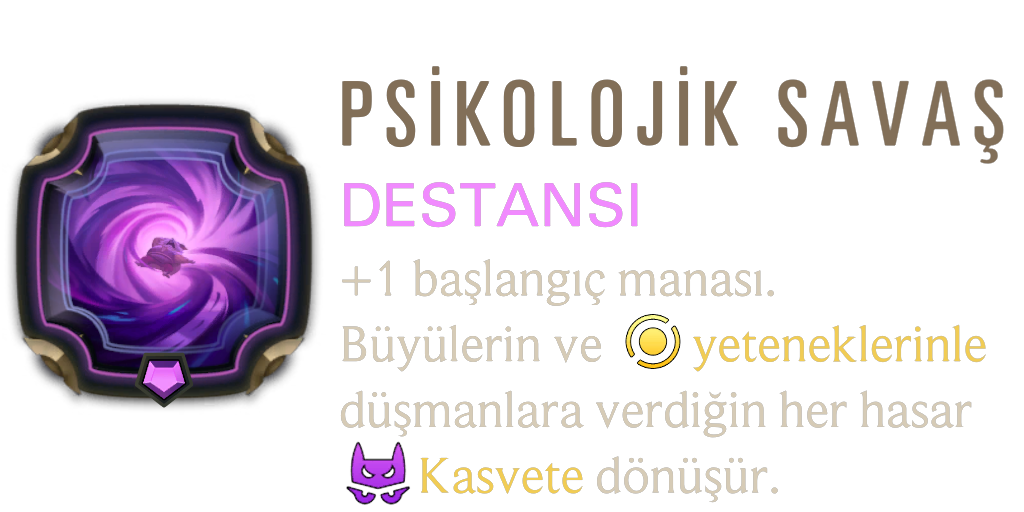 PSİKOLOJİK SAVAŞ
DESTANSI
+1 başlangıç manası.
Büyülerin ve yeteneklerinle
düşmanlara verdiğin her hasar
Kasvete dönüşür.